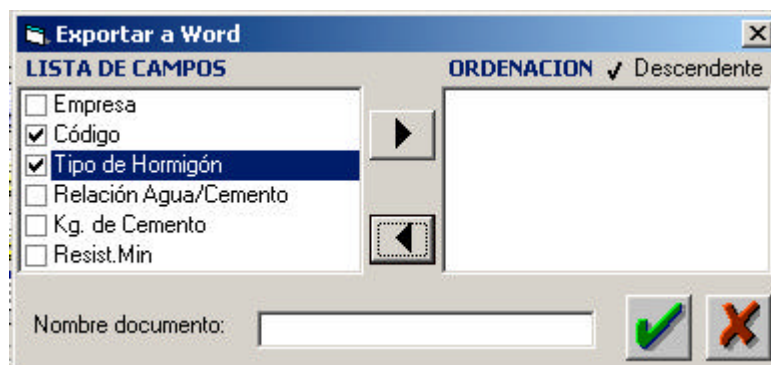 Exportar a Word
LISTA DE CAMPOS
ORDENACION ✓ Descendente
Empresa
Código
Tipo de Hormigón
Relación Agua/Cemento
Kg. de Cemento
Resist.Min
Nombre documento: